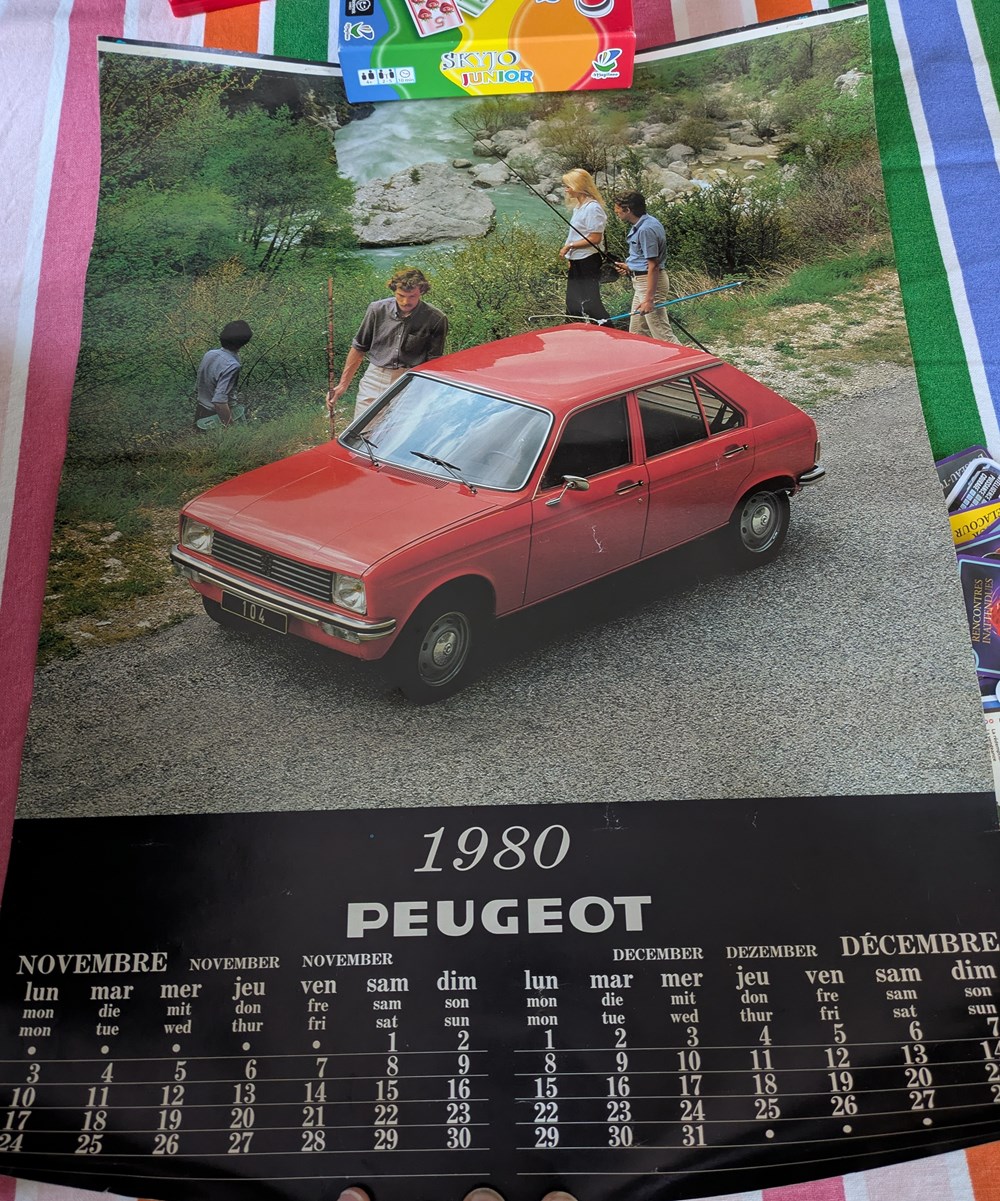 SKYJO
JUNIOR
1980
PEUGEOT
104
NOVEMBRE NOVEMBER NOVEMBER
lun mar mer jeu ven sam dim
mon die mit don fre sam son
mon tue wed thur fri sat sun
• • • • • 1 2
3 4 5 6 7 8 9
10 11 12 13 14 15 16
17 18 19 20 21 22 23
24 25 26 27 28 29 30
DECEMBER DEZEMBER DÉCEMBRE
lun mar mer jeu ven sam dim
mon die mit don fre sam son
mon tue wed thur fri sat sun
1 2 3 4 5 6 7
8 9 10 11 12 13 14
15 16 17 18 19 20
22 23 24 25 26 27
29 30 31 • • •
RENCONTRES
INATTENDUES